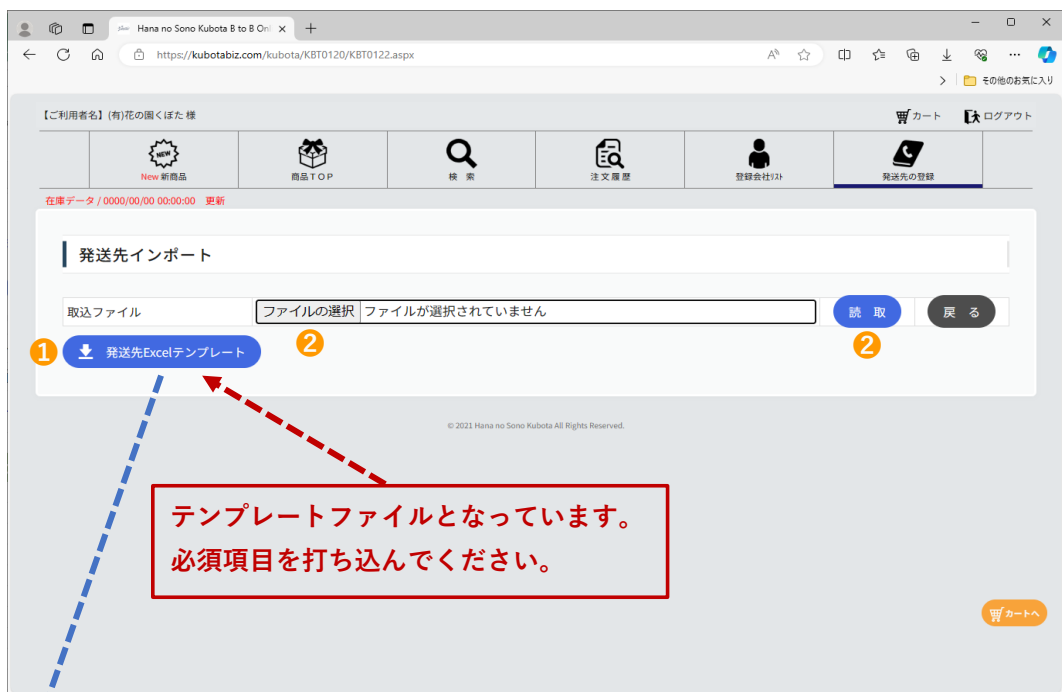 Hana no Sono Kubota B to B Onl
https://kubotabiz.com/kubota/KBT0120/KBT0122.aspx
その他のお気に入り
【ご利用者名】(有)花の園くぼた 様
カート
ログアウト
NEW
New 新商品
商品TOP
検 索
注文履歴
登録会社リスト
発送先の登録
在庫データ / 0000/00/00 00:00:00 更新
発送先インポート
取込ファイル
ファイルの選択 ファイルが選択されていません
読 取
戻 る
❶ 発送先Excelテンプレート
❷
❷
© 2021 Hana no Sono Kubota All Rights Reserved.
テンプレートファイルとなっています。
必須項目を打ち込んでください。
カートへ